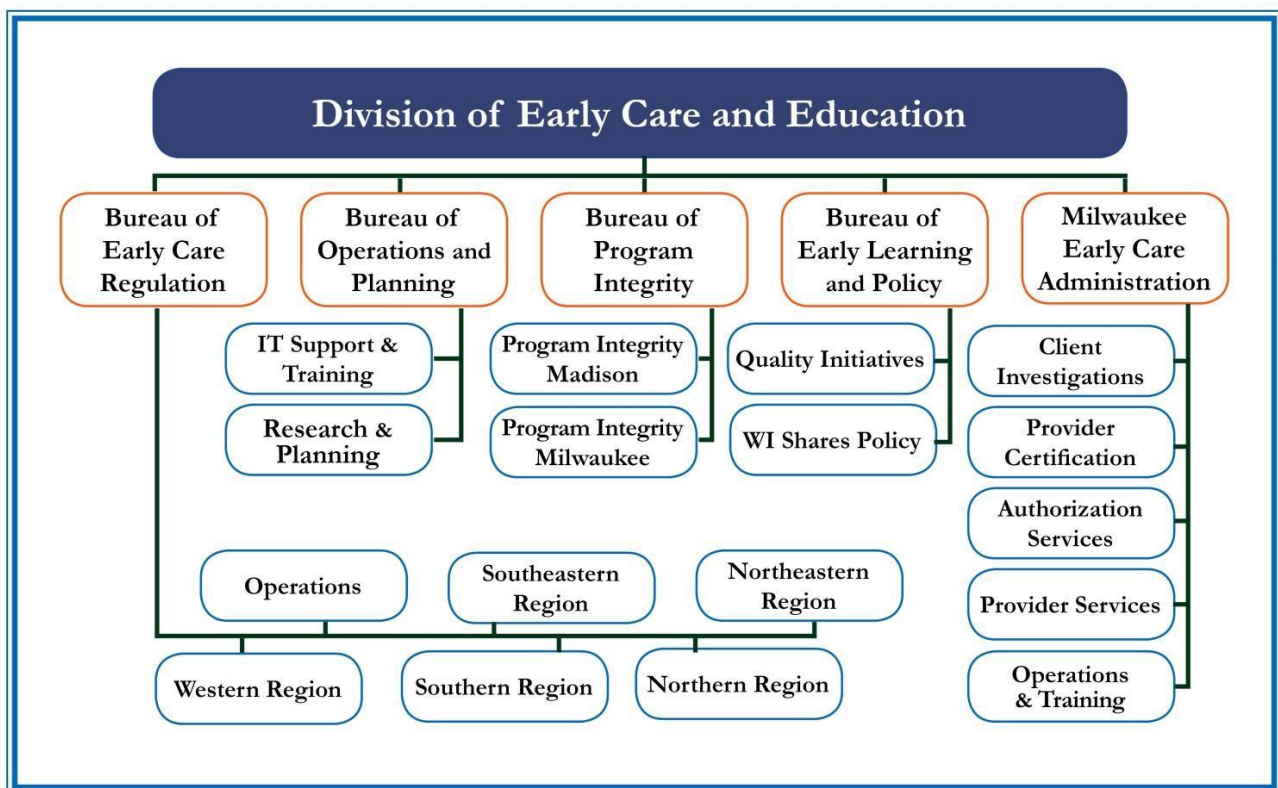 Division of Early Care and Education
Bureau of
Early Care
Regulation
Bureau of
Operations and
Planning
Bureau of
Program
Integrity
Bureau of
Early Learning
and Policy
Milwaukee
Early Care
Administration
IT Support &
Training
Research &
Planning
Program Integrity
Madison
Program Integrity
Milwaukee
Quality Initiatives
WI Shares Policy
Client
Investigations
Provider
Certification
Authorization
Services
Provider Services
Operations
& Training
Operations
Southeastern
Region
Northeastern
Region
Western Region
Southern Region
Northern Region